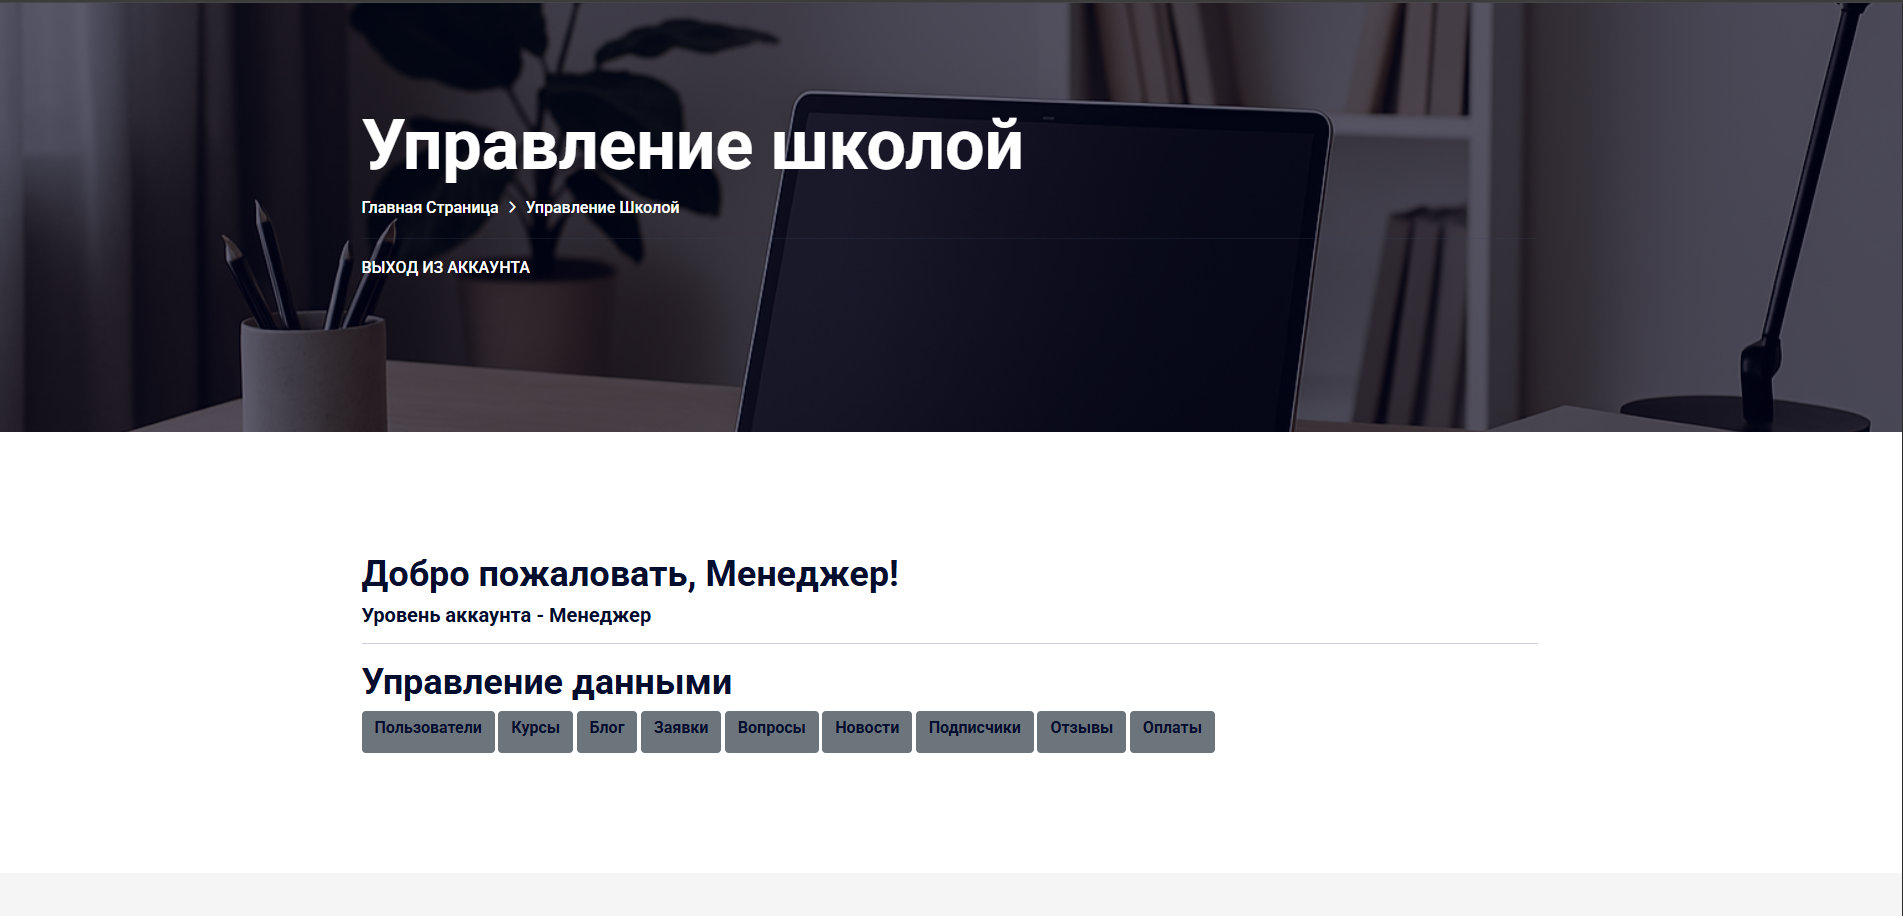 Управление школой
Главная Страница > Управление Школой
ВЫХОД ИЗ АККАУНТА
Добро пожаловать, Менеджер!
Уровень аккаунта - Менеджер
Управление данными
Пользователи Курсы Блог Заявки Вопросы Новости Подписчики Отзывы Оплаты